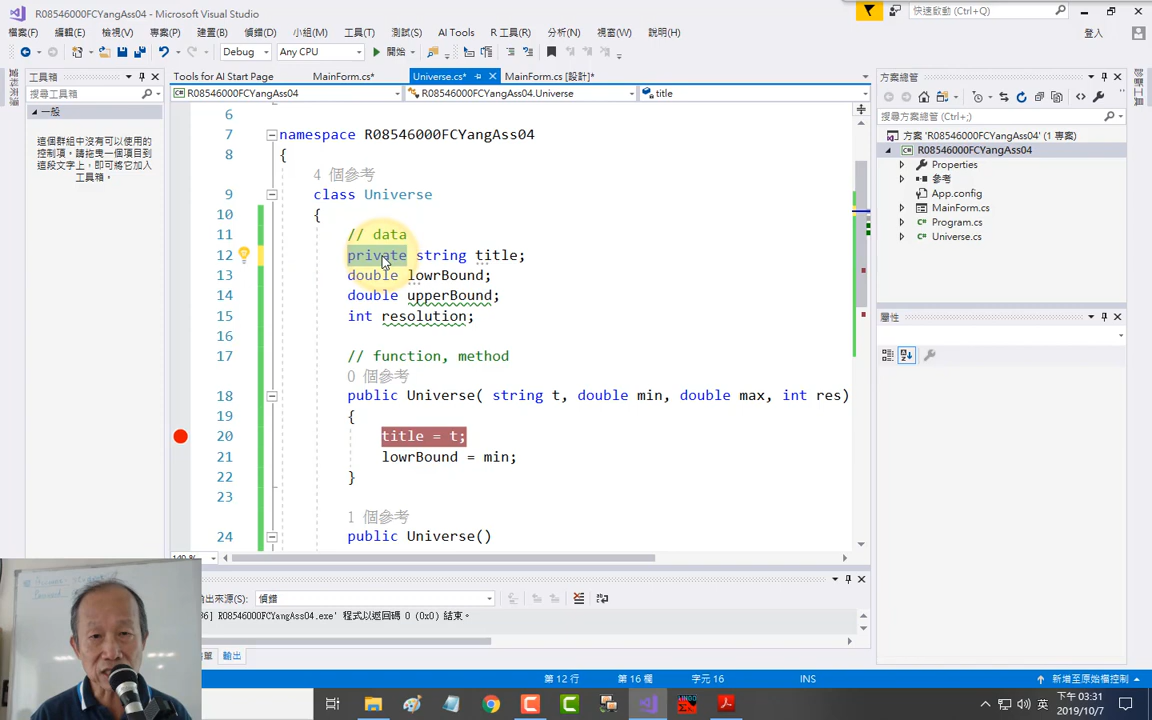 R08546000FCYangAss04 - Microsoft Visual Studio
快速啟動 (Ctrl+Q)
檔案(F) 編輯(E) 檢視(V) 專案(P) 建置(B) 偵錯(D) 小組(M) 工具(T) 測試(S) AI Tools R 工具(R) 分析(N) 視窗(W) 說明(H) 登入
Debug Any CPU 開始
工具箱
Tools for AI Start Page MainForm.cs* Universe.cs* MainForm.cs [設計]*
方案總管
搜尋工具箱
R08546000FCYangAss04 R08546000FCYangAss04.Universe title
一般
搜尋方案總管 (Ctrl+;)
這個群組中沒有可以使用的
控制項。請拖曳一個項目到
這段文字上，即可將它加入
工具箱。
方案 'R08546000FCYangAss04' (1 專案)
R08546000FCYangAss04
Properties
參考
App.config
MainForm.cs
Program.cs
Universe.cs
屬性
6
7 namespace R08546000FCYangAss04
8 {
4 個參考
9 class Universe
10 {
11 // data
12 private string title;
13 double lowrBound;
14 double upperBound;
15 int resolution;
16
17 // function, method
0 個參考
18 public Universe( string t, double min, double max, int res)
19 {
20 title = t;
21 lowrBound = min;
22 }
23
1 個參考
24 public Universe()
出來源(S): 偵錯
R08546000FCYangAss04.exe' 程式以返回碼 0 (0x0) 結束。
輸出
第 12 行 第 16 欄 字元 16 INS 新增至原始檔控制
英
下午 03:31
2019/10/7